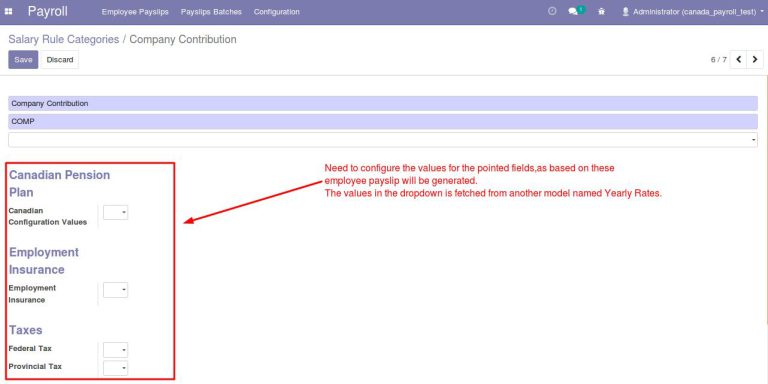 Payroll Employee Payslips Payslips Batches Configuration 1 Administrator (canada_payroll_test)
Salary Rule Categories / Company Contribution
Save Discard 6 / 7
Company Contribution
COMP
Need to configure the values for the pointed fields,as based on these
employee payslip will be generated.
The values in the dropdown is fetched from another model named Yearly Rates.
Canadian Pension
Plan
Canadian
Configuration Values
Employment
Insurance
Employment
Insurance
Taxes
Federal Tax
Provincial Tax